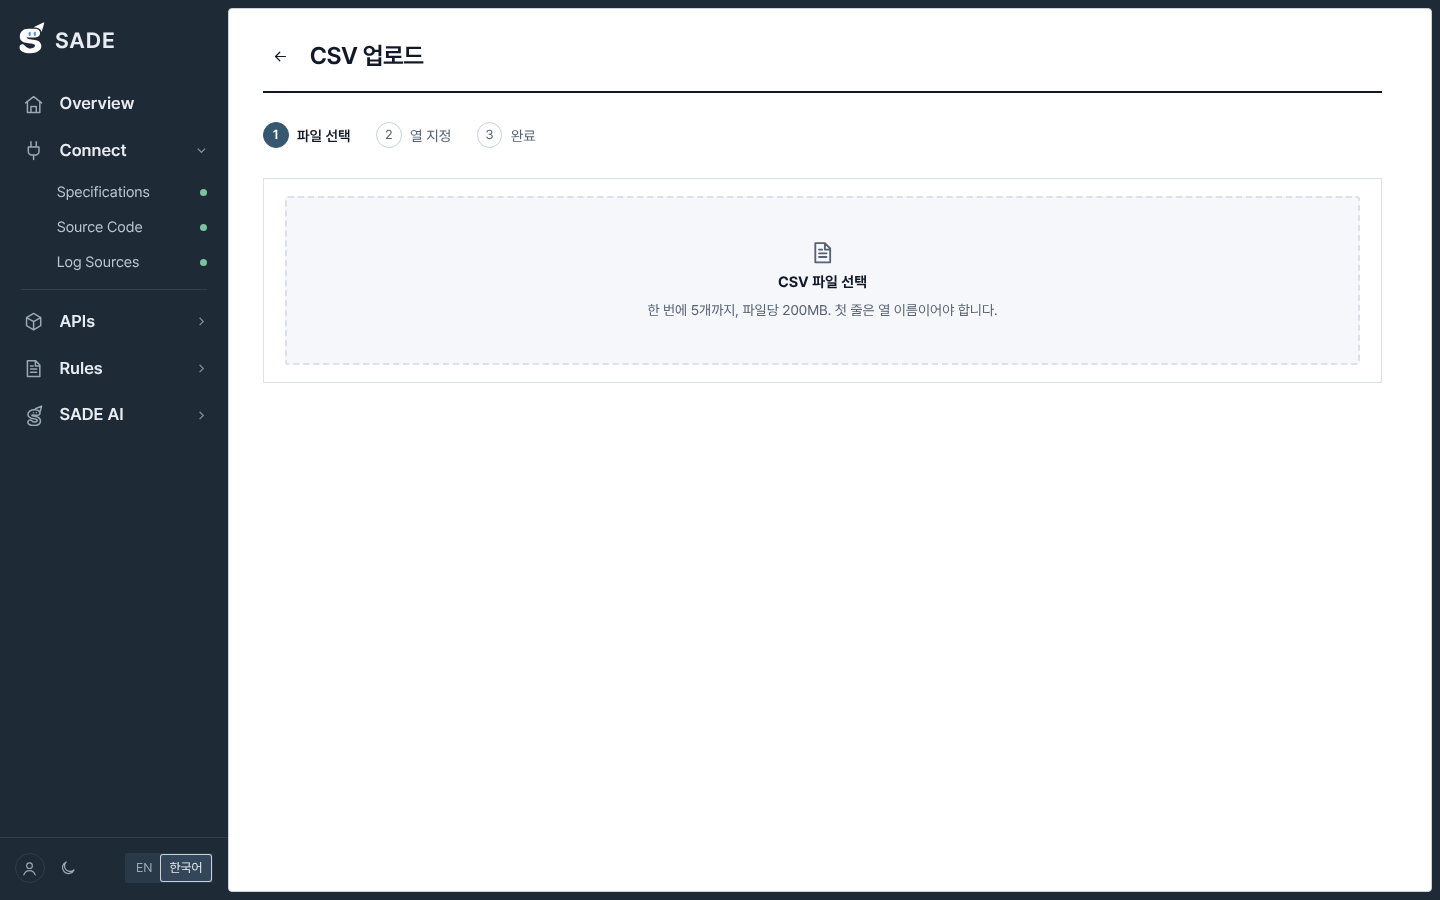 SADE
Overview
Connect
Specifications
Source Code
Log Sources
APIs
Rules
SADE AI
EN 한국어
CSV 업로드
1 파일 선택 2 열 지정 3 완료
CSV 파일 선택
한 번에 5개까지, 파일당 200MB. 첫 줄은 열 이름이어야 합니다.